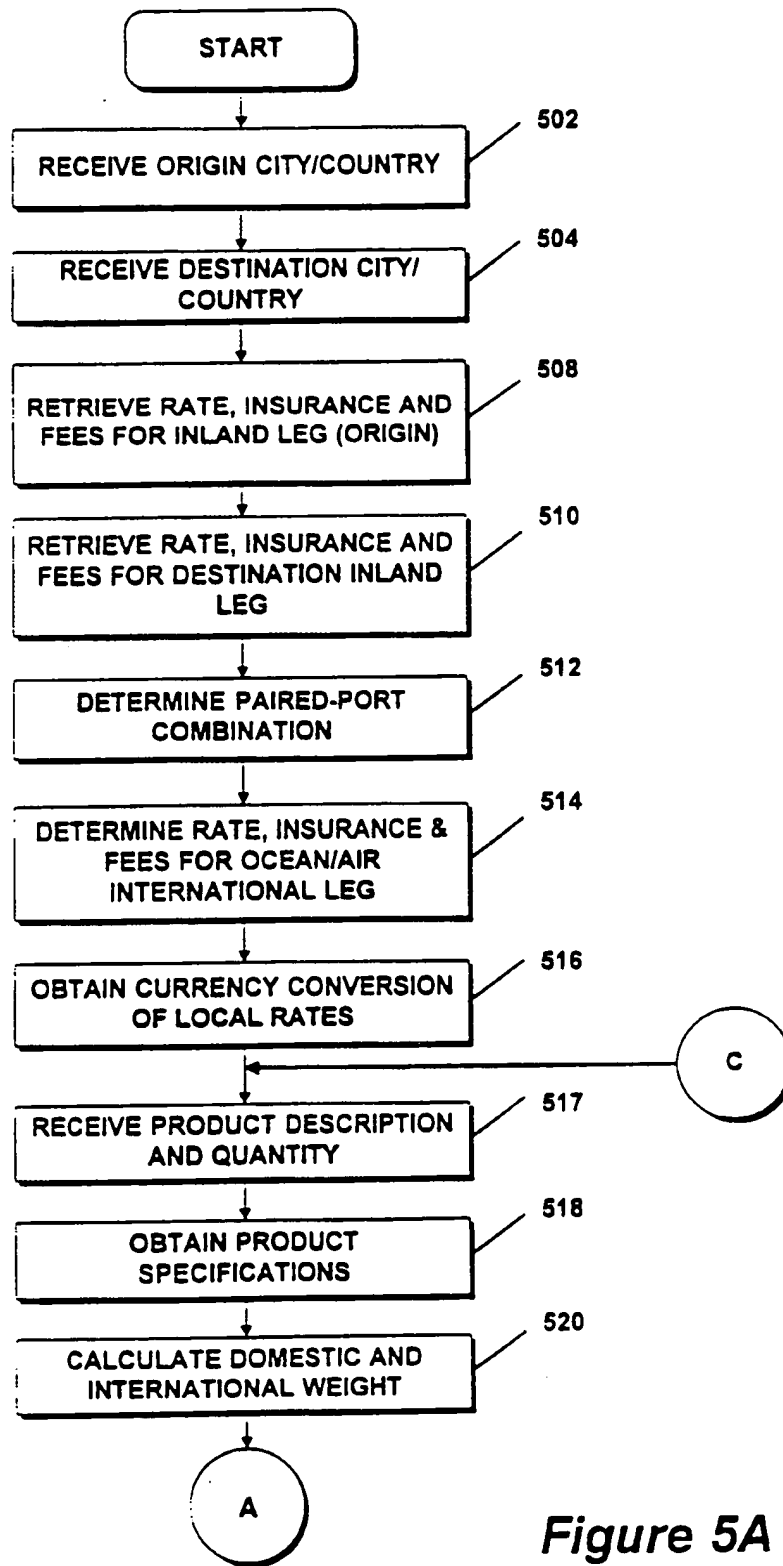 START
502
RECEIVE ORIGIN CITY/COUNTRY
504
RECEIVE DESTINATION CITY/
COUNTRY
508
RETRIEVE RATE, INSURANCE AND
FEES FOR INLAND LEG (ORIGIN)
510
RETRIEVE RATE, INSURANCE AND
FEES FOR DESTINATION INLAND
LEG
512
DETERMINE PAIRED-PORT
COMBINATION
514
DETERMINE RATE, INSURANCE &
FEES FOR OCEAN/AIR
INTERNATIONAL LEG
516
OBTAIN CURRENCY CONVERSION
OF LOCAL RATES
C
517
RECEIVE PRODUCT DESCRIPTION
AND QUANTITY
518
OBTAIN PRODUCT
SPECIFICATIONS
520
CALCULATE DOMESTIC AND
INTERNATIONAL WEIGHT
A
Figure 5A